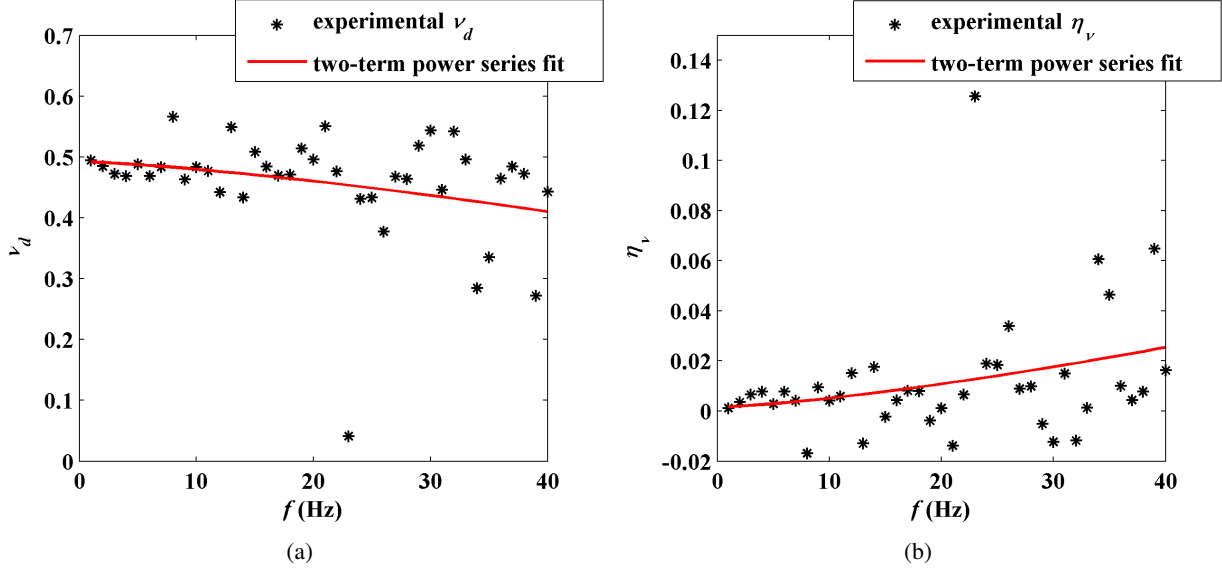 experimental ν_d
two-term power series fit
0.7
0.6
0.5
0.4
0.3
0.2
0.1
0
ν_d
0 10 20 30 40
f (Hz)
(a)
experimental η_ν
two-term power series fit
0.14
0.12
0.1
0.08
0.06
0.04
0.02
0
-0.02
η_ν
10 20 30 40
f (Hz)
(b)